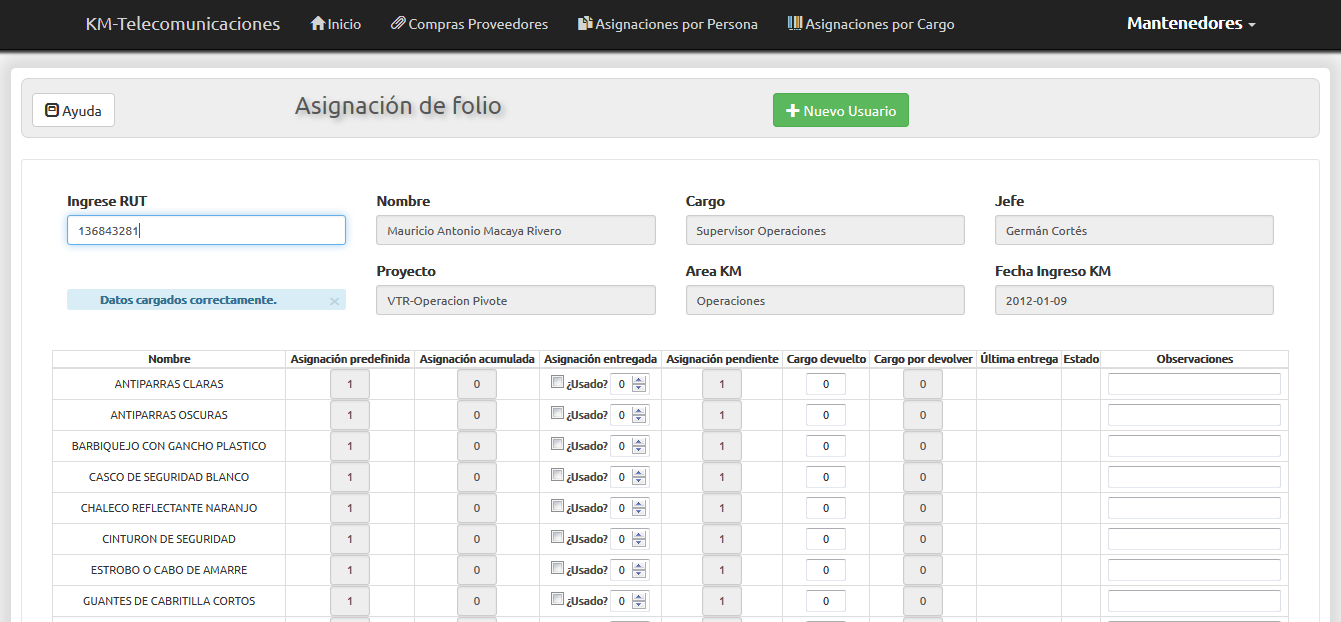 KM-Telecomunicaciones Inicio Compras Proveedores Asignaciones por Persona Asignaciones por Cargo Mantenedores
Ayuda Asignación de folio Nuevo Usuario
Ingrese RUT Nombre Cargo Jefe
136843281 Mauricio Antonio Macaya Rivero Supervisor Operaciones Germán Cortés
Proyecto Area KM Fecha Ingreso KM
Datos cargados correctamente. × VTR-Operacion Pivote Operaciones 2012-01-09
Nombre Asignación predefinida Asignación acumulada Asignación entregada Asignación pendiente Cargo devuelto Cargo por devolver Última entrega Estado Observaciones
ANTIPARRAS CLARAS 1 0 ¿Usado? 0 1 0 0
ANTIPARRAS OSCURAS 1 0 ¿Usado? 0 1 0 0
BARBIQUEJO CON GANCHO PLASTICO 1 0 ¿Usado? 0 1 0 0
CASCO DE SEGURIDAD BLANCO 1 0 ¿Usado? 0 1 0 0
CHALECO REFLECTANTE NARANJO 1 0 ¿Usado? 0 1 0 0
CINTURON DE SEGURIDAD 1 0 ¿Usado? 0 1 0 0
ESTROBO O CABO DE AMARRE 1 0 ¿Usado? 0 1 0 0
GUANTES DE CABRITILLA CORTOS 1 0 ¿Usado? 0 1 0 0